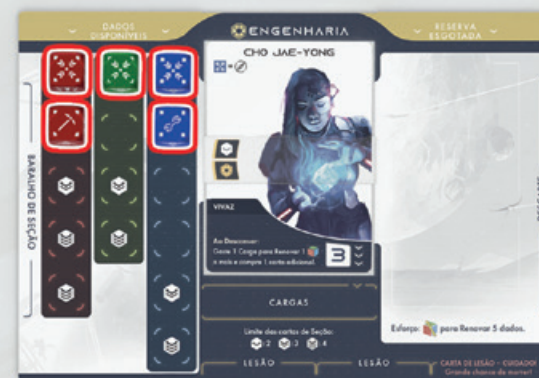 DADOS
DISPONÍVEIS
ENGENHARIA
RESERVA
ESGOTADA
CHO JAE-YONG
=
BARALHO DE SEÇÃO
VIVAZ
Ao Descansar:
Gaste 1 Carga para Renovar 1
a mais e compre 1 carta adicional.
3
CARGAS
Limite das cartas de Seção:
:2 :3 :4
Esforço: para Renovar 5 dados.
LESÃO
LESÃO
CARTA DE LESÃO - CUIDADO!
Grande chance de morrer!